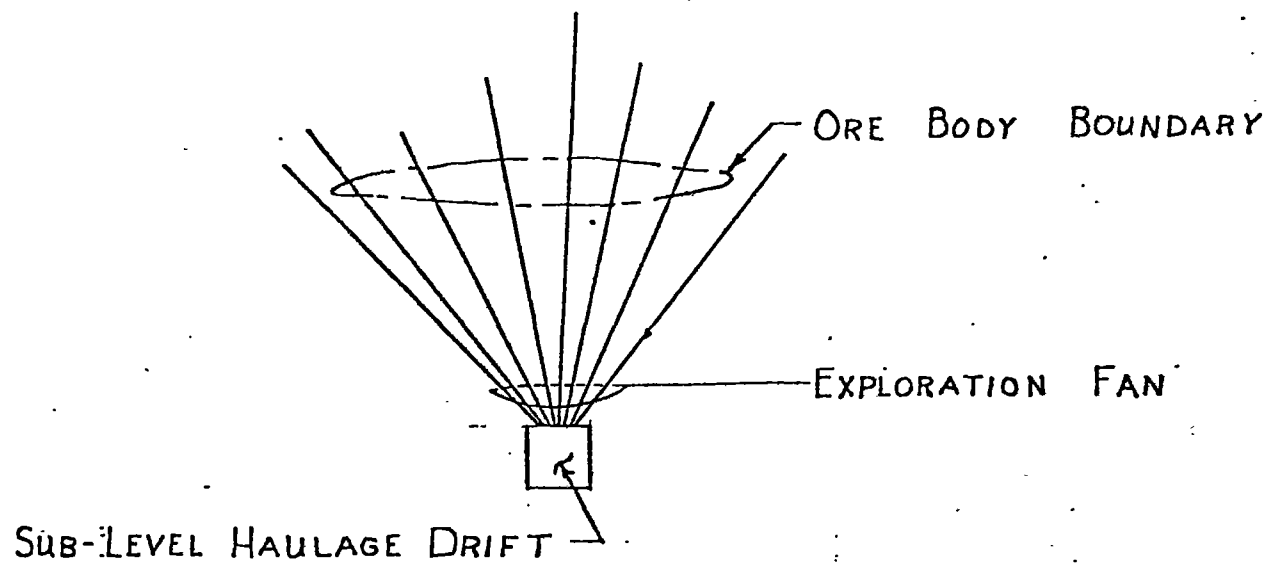 ORE BODY BOUNDARY
EXPLORATION FAN
SUB-LEVEL HAULAGE DRIFT